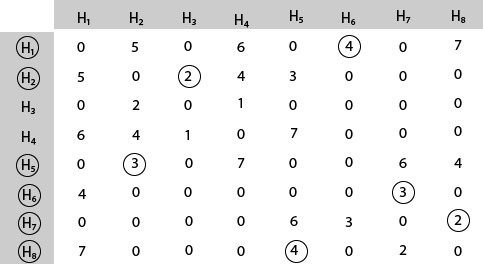 H₁ H₂ H₃ H₄ H₅ H₆ H₇ H₈
H₁ 0 5 0 6 0 4 0 7
H₂ 5 0 2 4 3 0 0 0
H₃ 0 2 0 1 0 0 0 0
H₄ 6 4 1 0 7 0 0 0
H₅ 0 3 0 7 0 0 6 4
H₆ 4 0 0 0 0 0 3 0
H₇ 0 0 0 0 6 3 0 2
H₈ 7 0 0 0 4 0 2 0